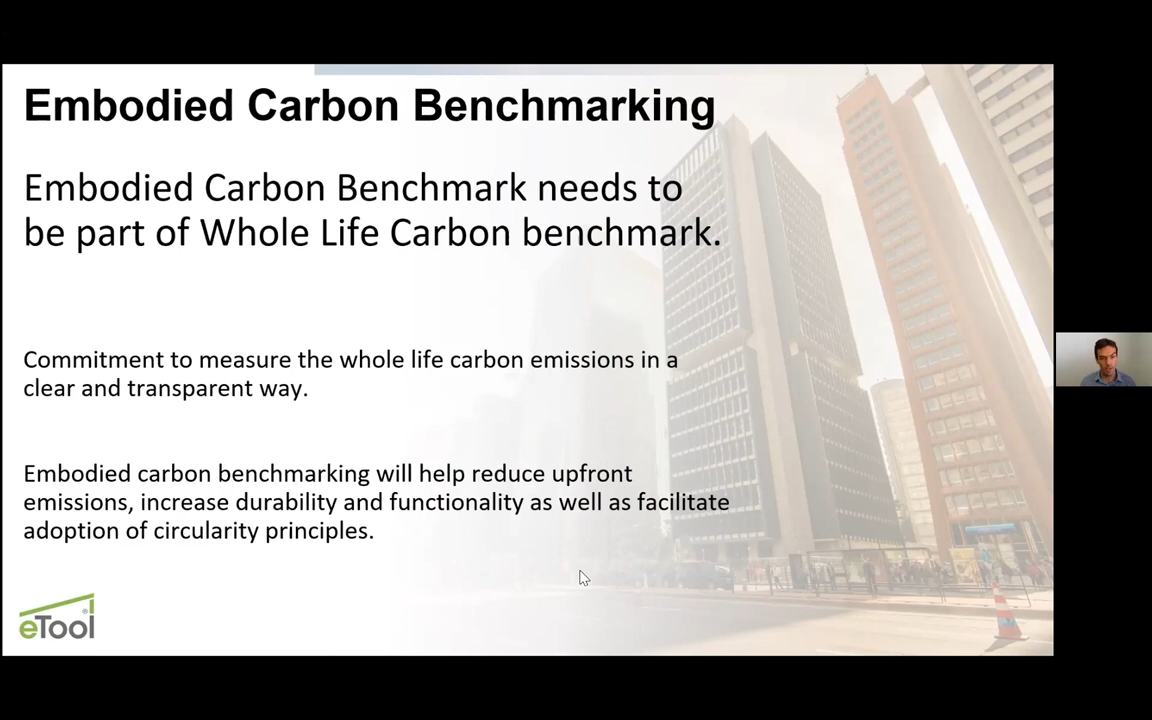 Embodied Carbon Benchmarking
Embodied Carbon Benchmark needs to
be part of Whole Life Carbon benchmark.
Commitment to measure the whole life carbon emissions in a
clear and transparent way.
Embodied carbon benchmarking will help reduce upfront
emissions, increase durability and functionality as well as facilitate
adoption of circularity principles.
eTool®